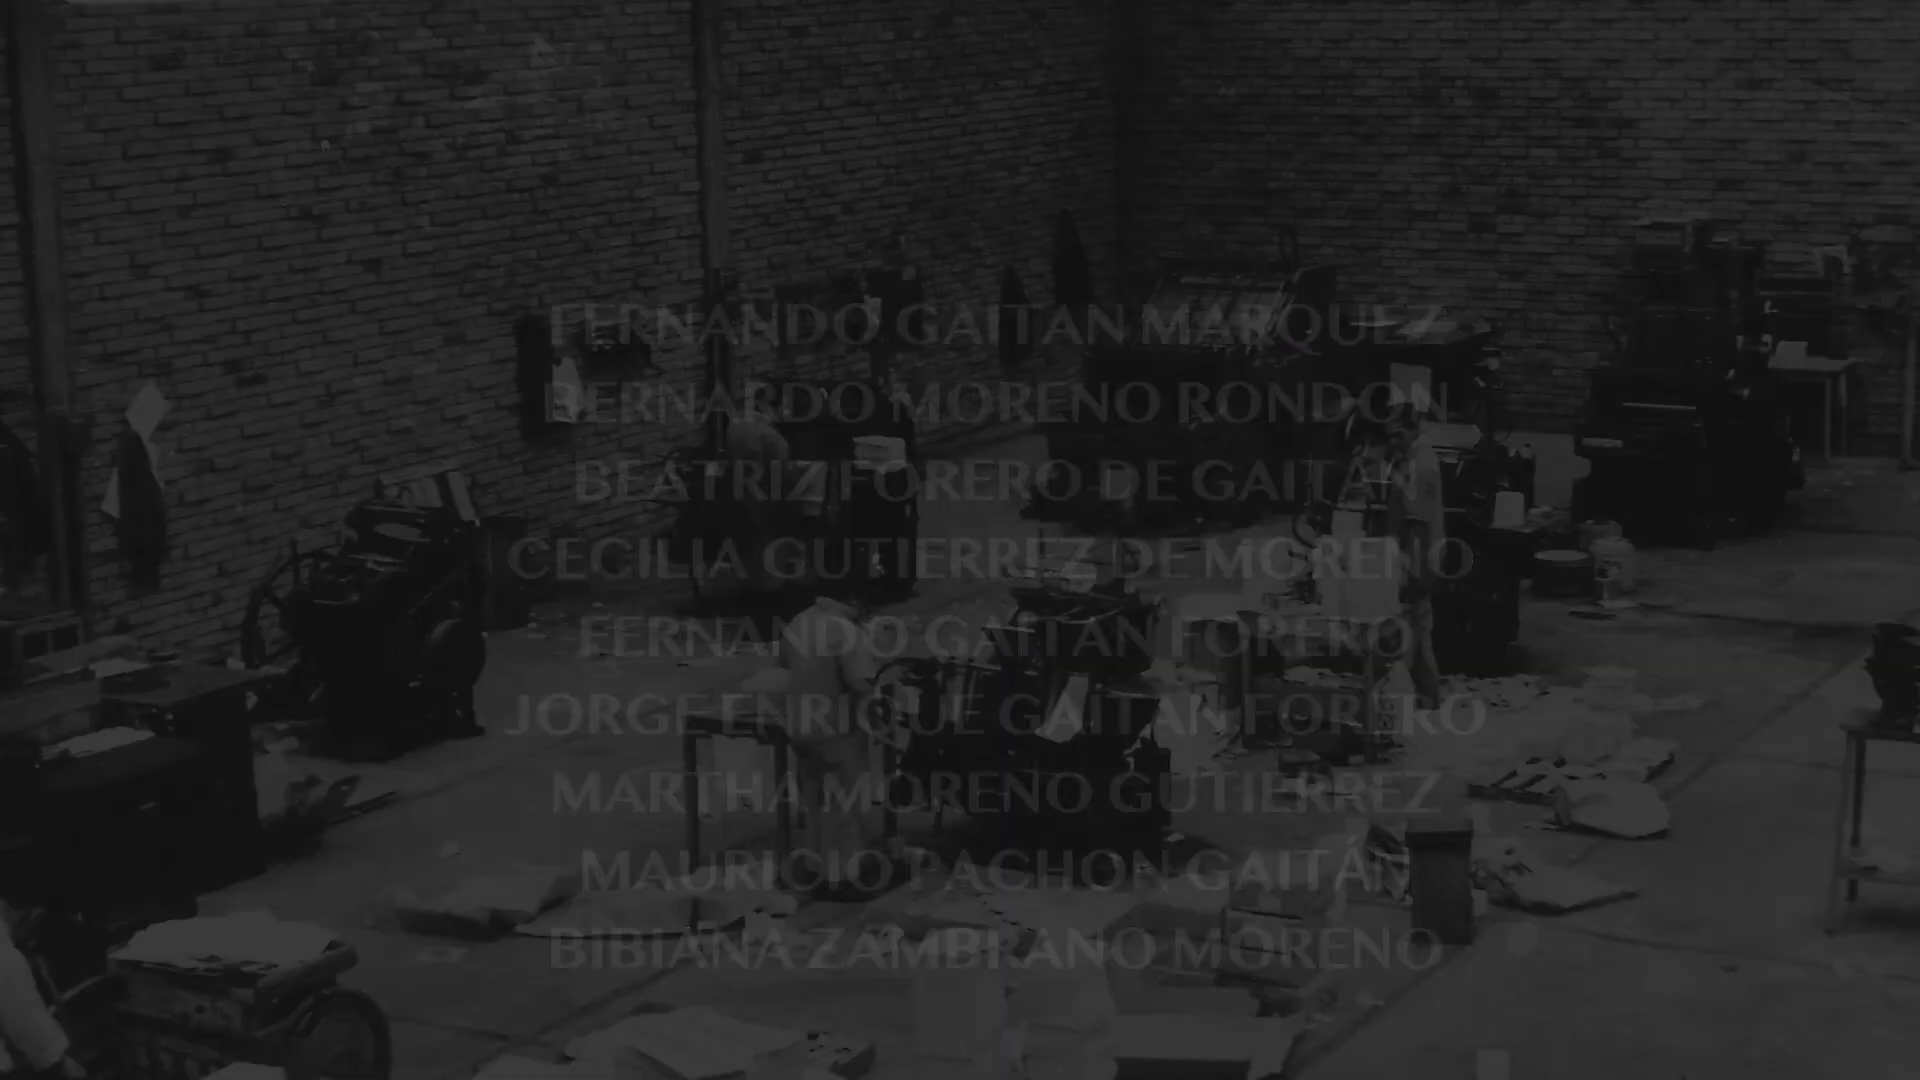 FERNANDO GAITAN MARQUEZ
BERNARDO MORENO RONDON
BEATRIZ FORERO DE GAITÁN
CECILIA GUTIERREZ DE MORENO
FERNANDO GAITAN FORERO
JORGE ENRIQUE GAITAN FORERO
MARTHA MORENO GUTIERREZ
MAURICIO PACHON GAITÁN
BIBIANA ZAMBRANO MORENO